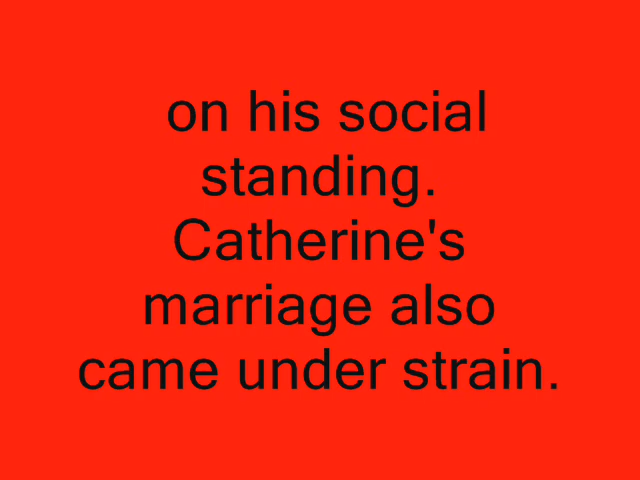 on his social
standing.
Catherine's
marriage also
came under strain.